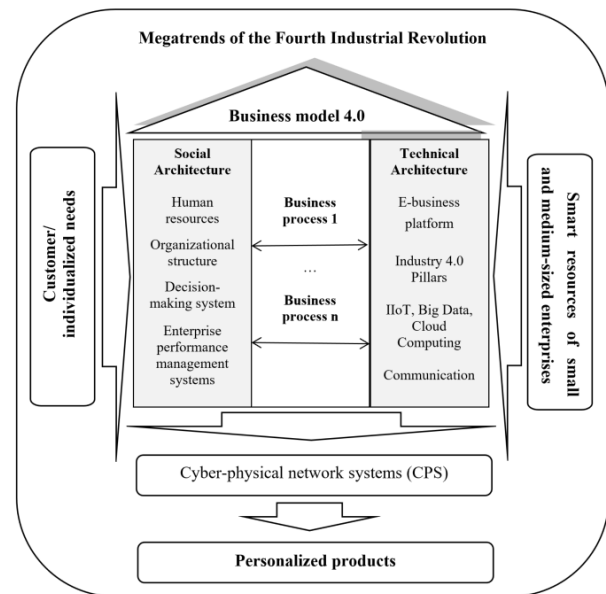 Megatrends of the Fourth Industrial Revolution
Business model 4.0
Customer/
individualized needs
Social
Architecture
Human
resources
Organizational
structure
Decision-
making system
Enterprise
performance
management
systems
Business
process 1
…
Business
process n
Technical
Architecture
E-business
platform
Industry 4.0
Pillars
IIoT, Big Data,
Cloud
Computing
Communication
Smart resources of small
and medium-sized enterprises
Cyber-physical network systems (CPS)
Personalized products